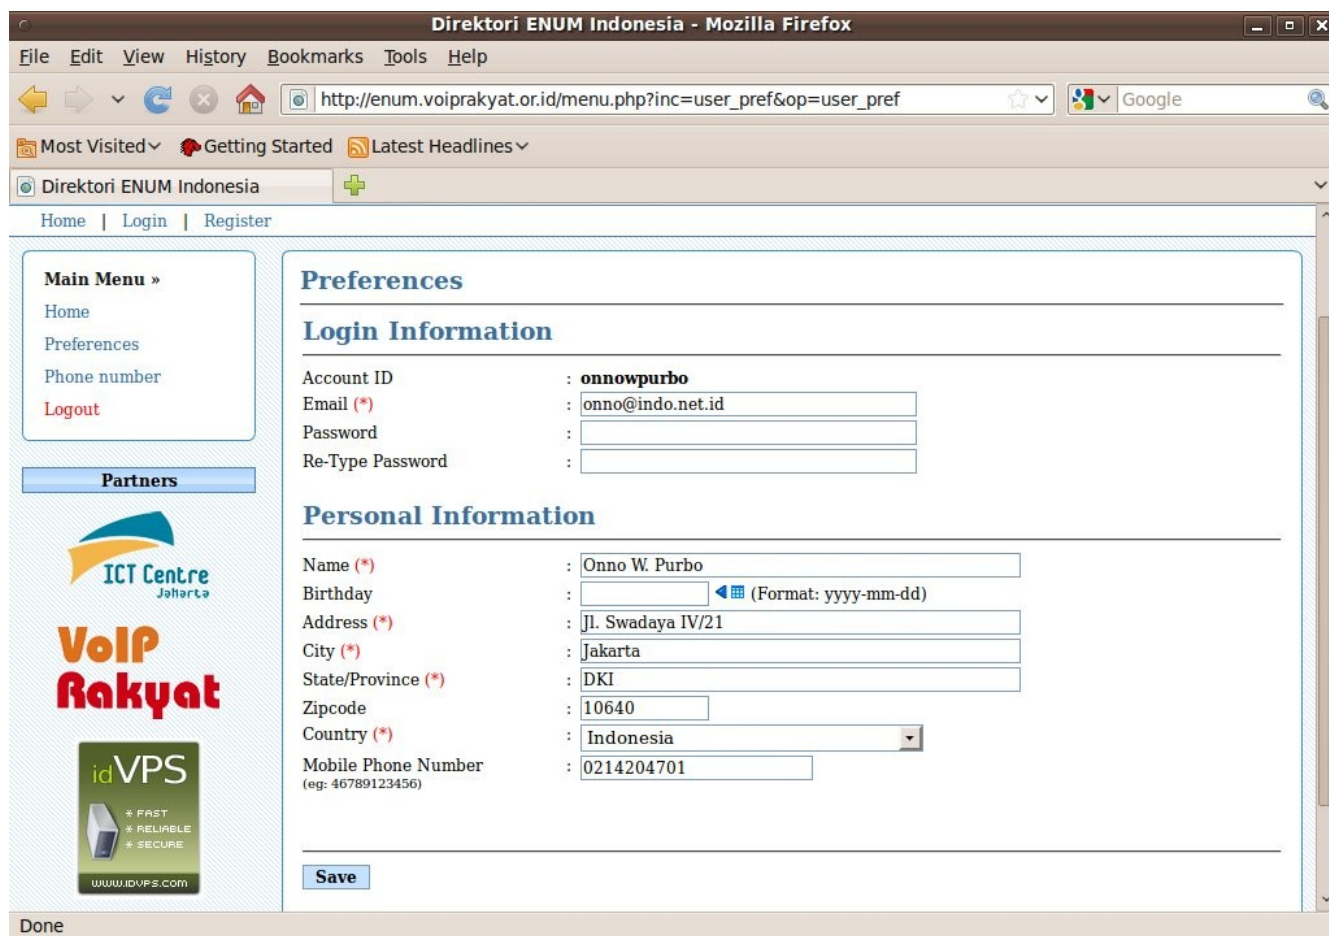 Direktori ENUM Indonesia - Mozilla Firefox
File Edit View History Bookmarks Tools Help
http://enum.voiprakyat.or.id/menu.php?inc=user_pref&op=user_pref Google
Most Visited Getting Started Latest Headlines
Direktori ENUM Indonesia
Home | Login | Register
Main Menu »
Home
Preferences
Phone number
Logout
Partners
ICT Centre
Jakarta
VoIP
Rakyat
idVPS
* FAST
* RELIABLE
* SECURE
www.idvps.com
Preferences
Login Information
Account ID : onnowpurbo
Email (*) : onno@indo.net.id
Password :
Re-Type Password :
Personal Information
Name (*) : Onno W. Purbo
Birthday : (Format: yyyy-mm-dd)
Address (*) : Jl. Swadaya IV/21
City (*) : Jakarta
State/Province (*) : DKI
Zipcode : 10640
Country (*) : Indonesia
Mobile Phone Number : 0214204701
(eg: 46789123456)
Save
Done